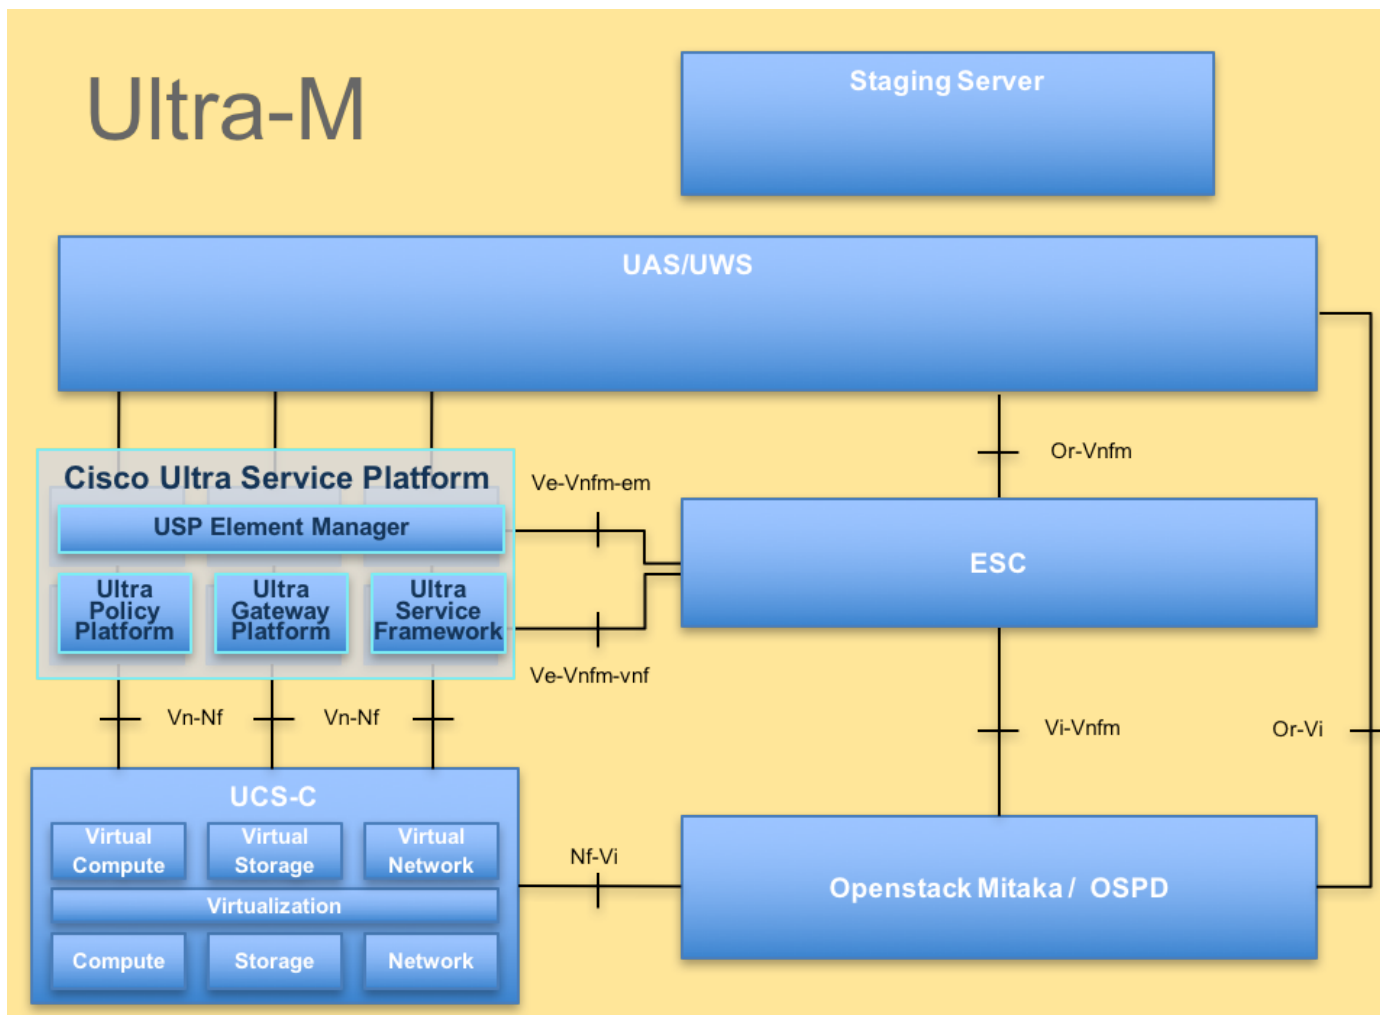 Ultra-M
Staging Server
UAS/UWS
Or-Vnfm
Cisco Ultra Service Platform
Ve-Vnfm-em
USP Element Manager
ESC
Ultra
Policy
Platform
Ultra
Gateway
Platform
Ultra
Service
Framework
Ve-Vnfm-vnf
Vn-Nf
Vn-Nf
Vi-Vnfm
Or-Vi
UCS-C
Virtual
Compute
Virtual
Storage
Virtual
Network
Nf-Vi
Openstack Mitaka / OSPD
Virtualization
Compute
Storage
Network